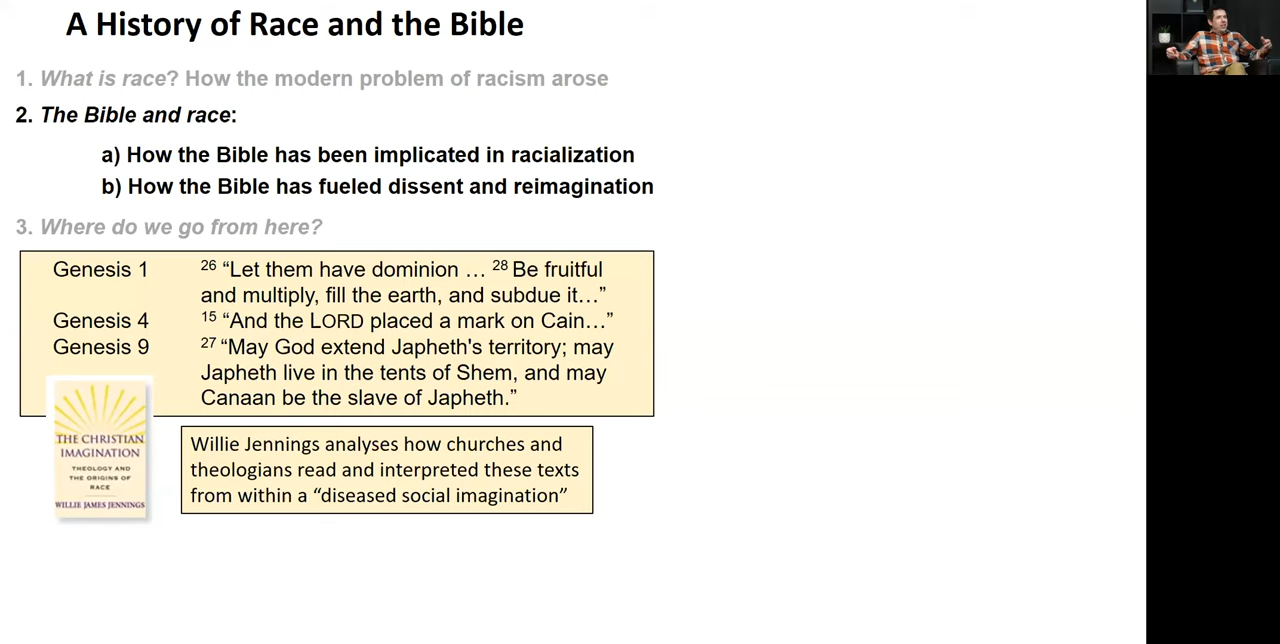 A History of Race and the Bible
1. What is race? How the modern problem of racism arose
2. The Bible and race:
a) How the Bible has been implicated in racialization
b) How the Bible has fueled dissent and reimagination
3. Where do we go from here?
Genesis 1 26 “Let them have dominion … 28 Be fruitful
and multiply, fill the earth, and subdue it…”
Genesis 4 15 “And the LORD placed a mark on Cain…”
Genesis 9 27 “May God extend Japheth's territory; may
Japheth live in the tents of Shem, and may
Canaan be the slave of Japheth.”
THE CHRISTIAN
IMAGINATION
THEOLOGY AND
THE ORIGINS OF
RACE
WILLIE JAMES JENNINGS
Willie Jennings analyses how churches and
theologians read and interpreted these texts
from within a “diseased social imagination”